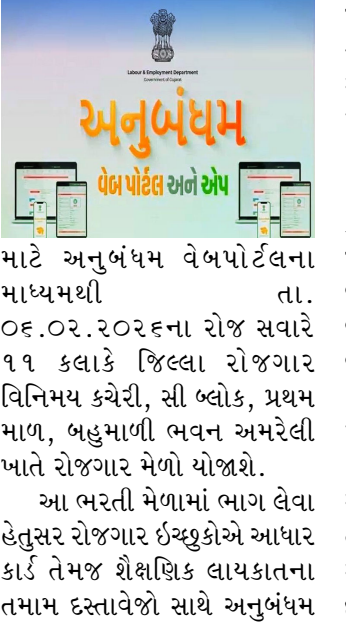 Labour & Employment Department
Government of Gujarat
અનુબંધમ
વેબ પોર્ટલ અને એપ
માટે અનુબંધમ વેબપોર્ટલના
માધ્યમથી તા.
૦૬.૦૨.૨૦૨૬ના રોજ સવારે
૧૧ કલાકે જિલ્લા રોજગાર
વિનિમય કચેરી, સી બ્લોક, પ્રથમ
માળ, બહુમાળી ભવન અમરેલી
ખાતે રોજગાર મેળો યોજાશે.
આ ભરતી મેળામાં ભાગ લેવા
હેતુસર રોજગાર ઇચ્છુકોએ આધાર
કાર્ડ તેમજ શૈક્ષણિક લાયકાતના
તમામ દસ્તાવેજો સાથે અનુબંધમ